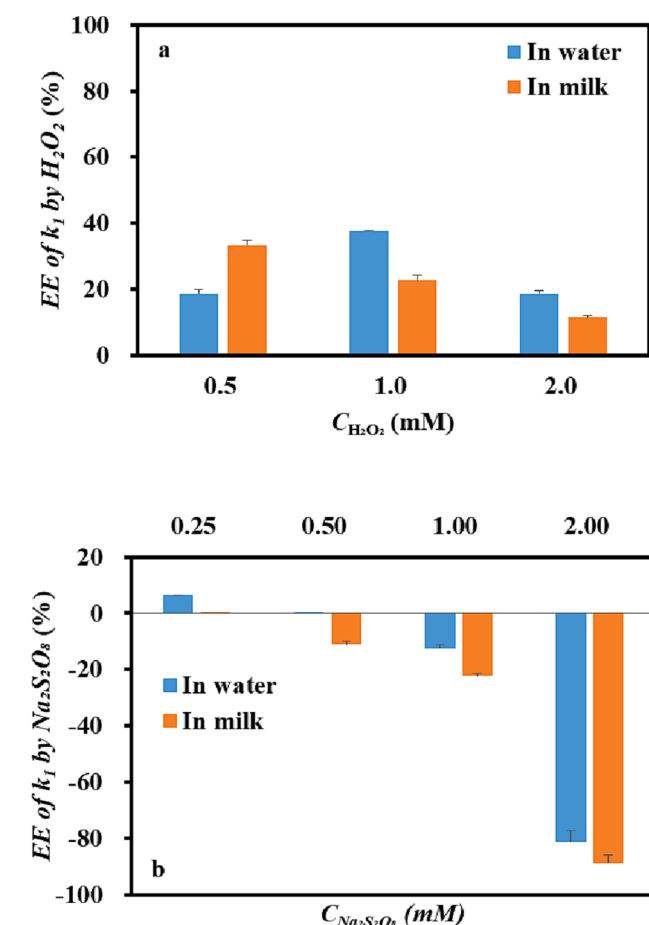 100
a
In water
In milk
80
60
40
20
0
EE of k₁ by H₂O₂ (%)
0.5 1.0 2.0
C_H₂O₂ (mM)
0.25 0.50 1.00 2.00
20
0
-20
-40
-60
-80
-100
EE of k₁ by Na₂S₂O₈ (%)
In water
In milk
b
C_Na₂S₂O₈ (mM)